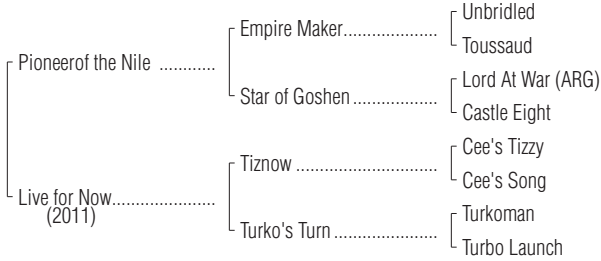 Unbridled
Empire Maker
Toussaud
Pioneerof the Nile
Lord At War (ARG)
Star of Goshen
Castle Eight
Cee's Tizzy
Tiznow
Cee's Song
Live for Now
(2011)
Turkoman
Turko's Turn
Turbo Launch